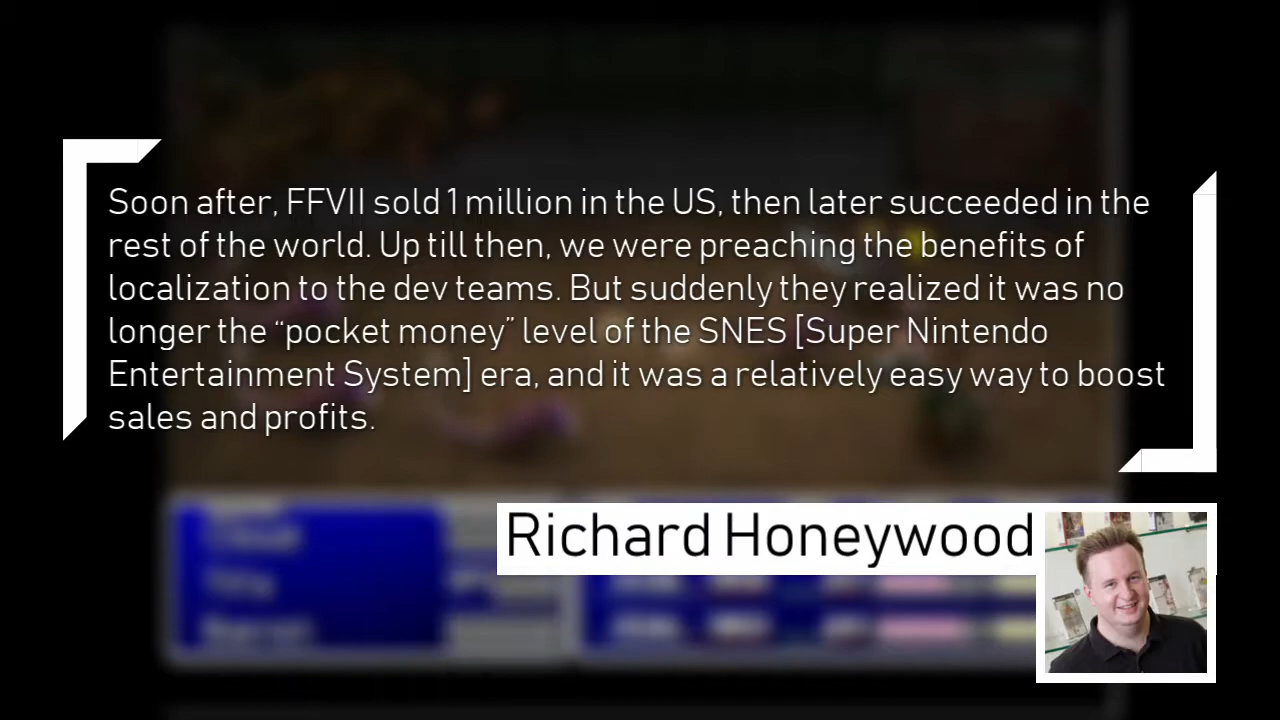 Soon after, FFVII sold 1 million in the US, then later succeeded in the
rest of the world. Up till then, we were preaching the benefits of
localization to the dev teams. But suddenly they realized it was no
longer the “pocket money” level of the SNES [Super Nintendo
Entertainment System] era, and it was a relatively easy way to boost
sales and profits.
Richard Honeywood